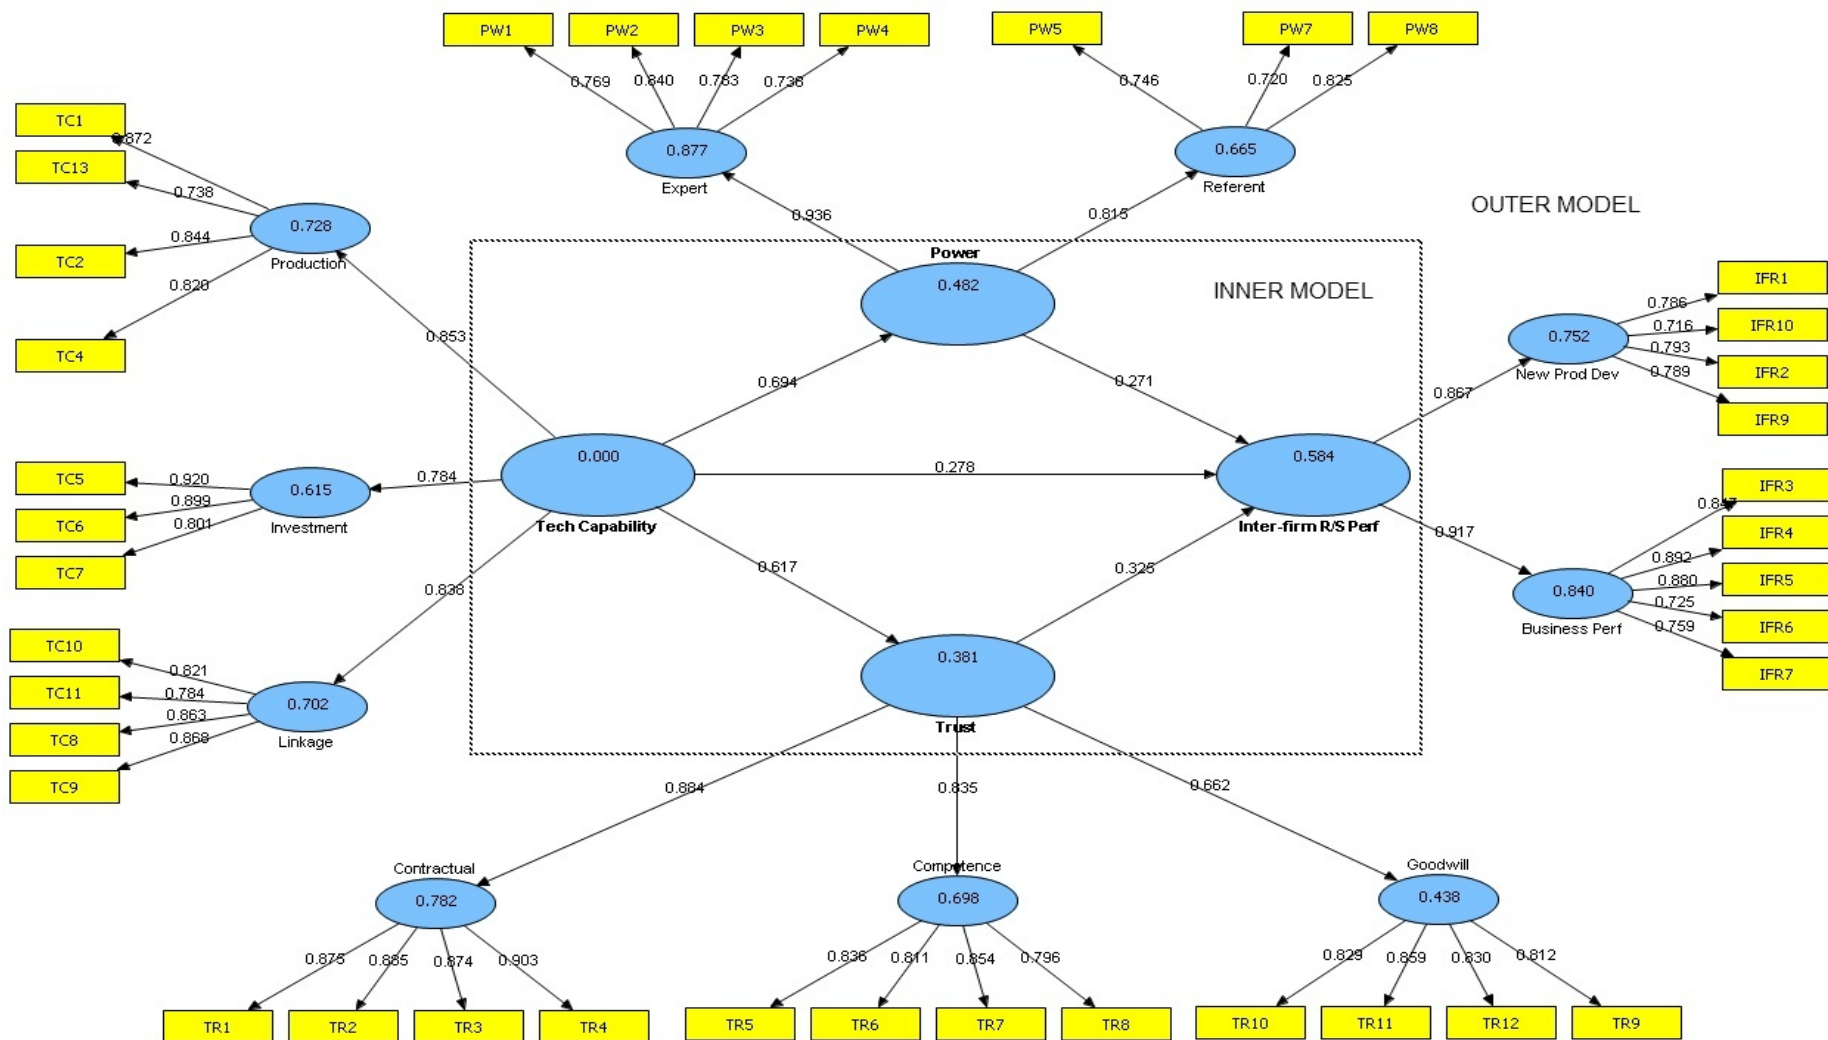 PW1
PW2
PW3
PW4
PW5
PW7
PW8
0.769
0.840
0.783
0.738
0.746
0.720
0.825
TC1
TC13
TC2
TC4
0.872
0.738
0.844
0.820
0.728
Production
0.877
Expert
0.665
Referent
0.936
0.815
OUTER MODEL
Power
0.482
INNER MODEL
0.853
0.694
0.271
0.867
0.752
New Prod Dev
0.786
0.716
0.793
0.789
IFR1
IFR10
IFR2
IFR9
TC5
TC6
TC7
0.920
0.899
0.801
0.615
Investment
0.784
0.000
Tech Capability
0.278
0.584
Inter-firm R/S Perf
0.917
0.840
Business Perf
0.847
0.892
0.880
0.725
0.759
IFR3
IFR4
IFR5
IFR6
IFR7
0.838
0.617
0.325
TC10
TC11
TC8
TC9
0.821
0.784
0.863
0.868
0.702
Linkage
0.381
Trust
0.884
0.835
0.662
Contractual
0.782
Competence
0.698
Goodwill
0.438
0.875
0.885
0.874
0.903
0.836
0.811
0.854
0.796
0.829
0.859
0.830
0.812
TR1
TR2
TR3
TR4
TR5
TR6
TR7
TR8
TR10
TR11
TR12
TR9